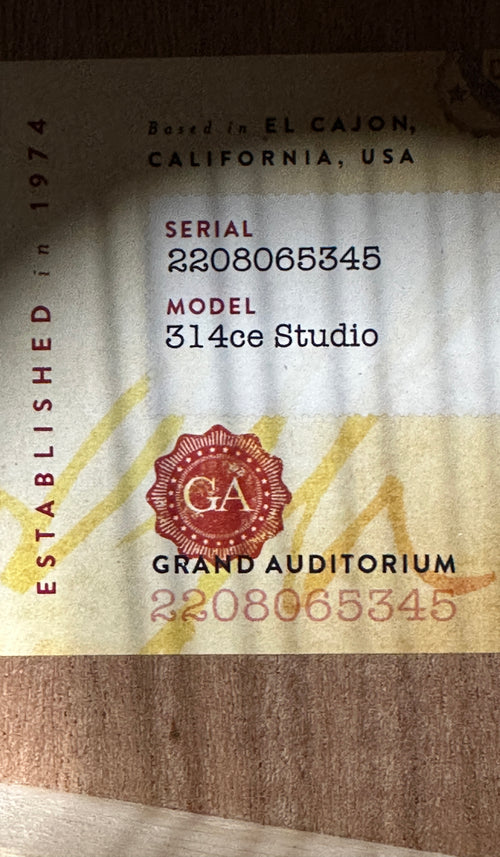 Based in EL CAJON,
CALIFORNIA, USA
ESTABLISHED in 1974
SERIAL
2208065345
MODEL
314ce Studio
GA
GRAND AUDITORIUM
2208065345